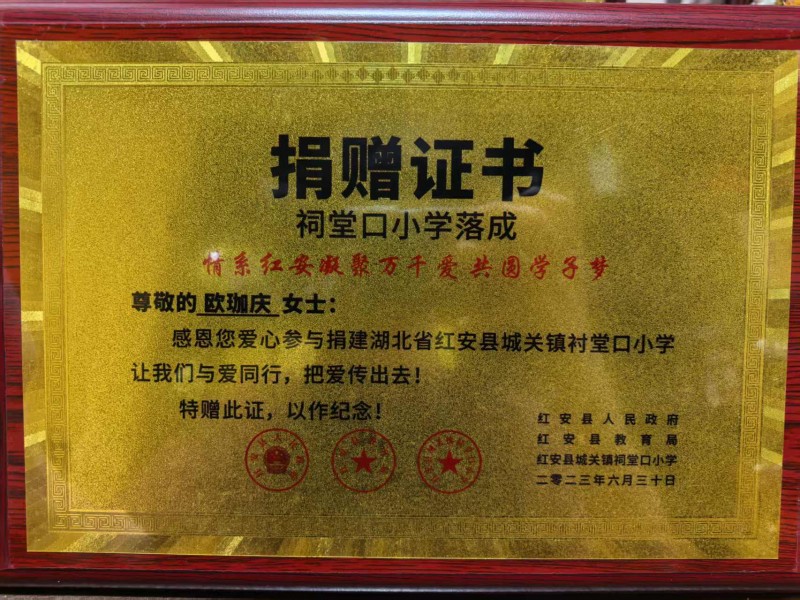 捐赠证书
祠堂口小学落成
情系红安凝聚万千爱共圆学子梦
尊敬的 欧珈庆 女士：
感恩您爱心参与捐建湖北省红安县城关镇衬堂口小学
让我们与爱同行，把爱传出去！
特赠此证，以作纪念！
红安县人民政府
红安县教育局
红安县城关镇祠堂口小学
二零二三年六月三十日